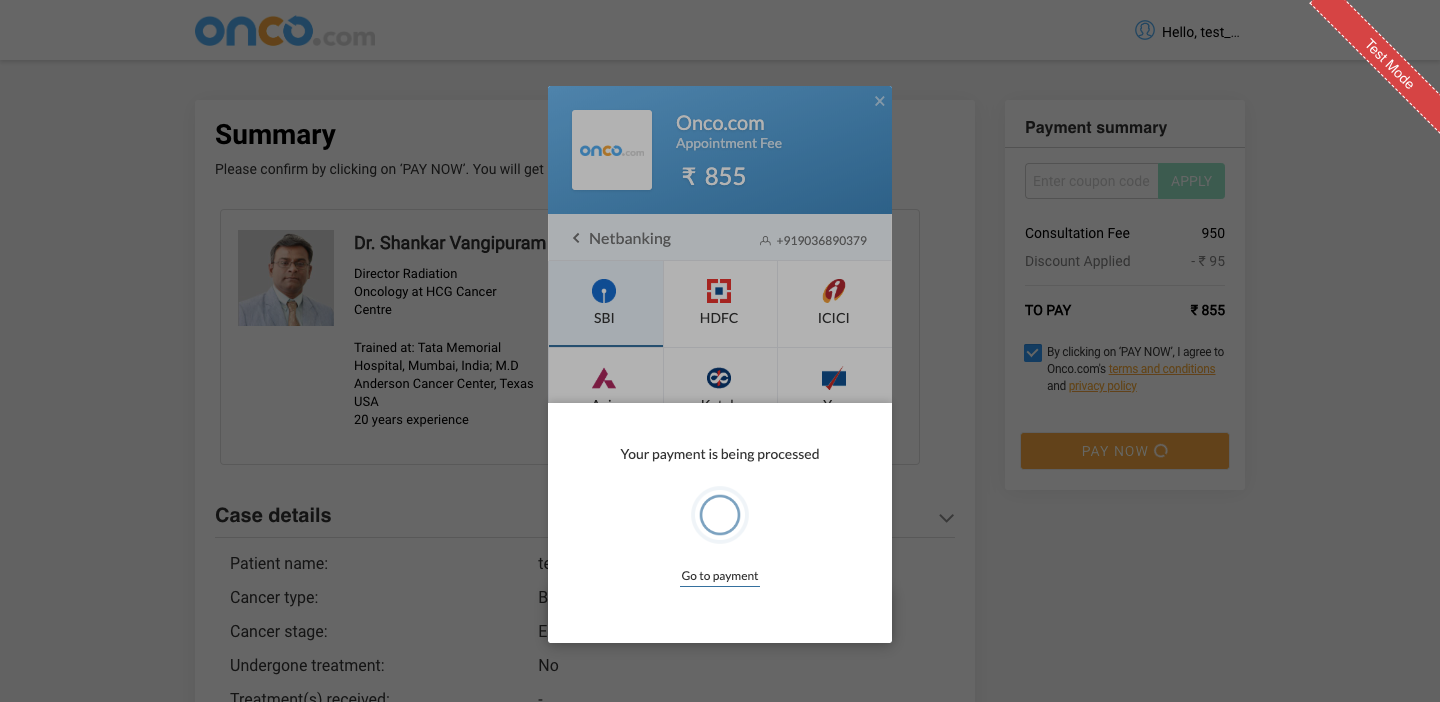 onco.com
Hello, test_...
Test Mode
Summary
Please confirm by clicking on ‘PAY NOW’. You will get
Dr. Shankar Vangipuram
Director Radiation
Oncology at HCG Cancer
Centre
Trained at: Tata Memorial
Hospital, Mumbai, India; M.D
Anderson Cancer Center, Texas
USA
20 years experience
Case details
Patient name:
Cancer type:
Cancer stage:
Undergone treatment: No
Treatment(s) received: -
onco.com
Onco.com
Appointment Fee
₹ 855
Netbanking
+919036890379
SBI
HDFC
ICICI
Your payment is being processed
Go to payment
Payment summary
Enter coupon code
APPLY
Consultation Fee 950
Discount Applied - ₹ 95
TO PAY ₹ 855
By clicking on ‘PAY NOW’, I agree to
Onco.com's terms and conditions
and privacy policy
PAY NOW